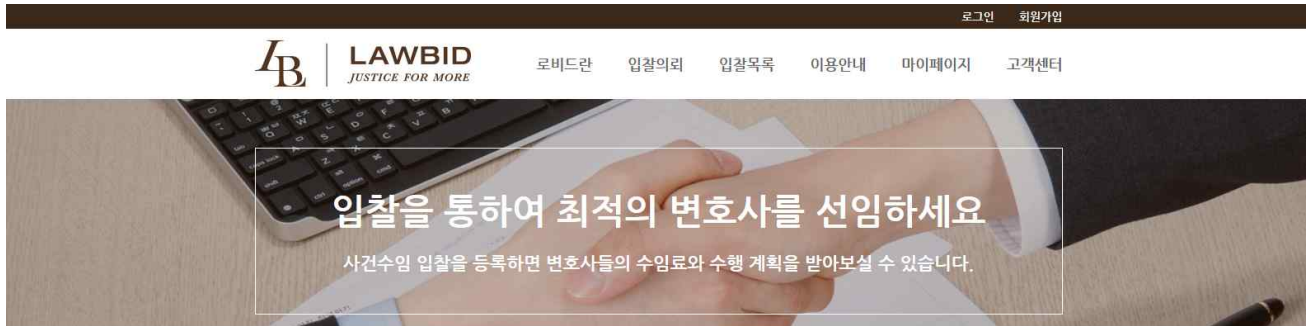 로그인 회원가입
LB LAWBID
JUSTICE FOR MORE
로비드란 입찰의뢰 입찰목록 이용안내 마이페이지 고객센터
입찰을 통하여 최적의 변호사를 선임하세요
사건수임 입찰을 등록하면 변호사들의 수임료와 수행 계획을 받아보실 수 있습니다.